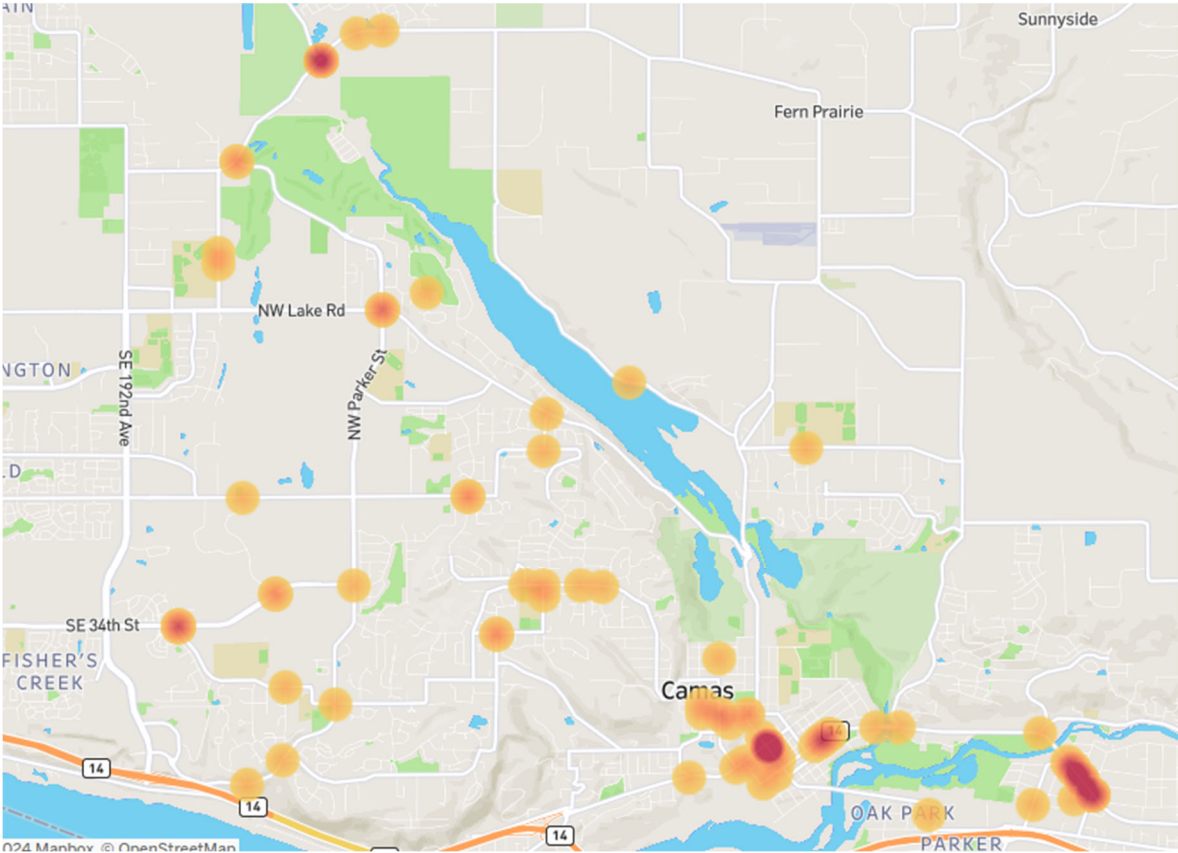 Sunnyside
Fern Prairie
NW Lake Rd
SE 192nd Ave
NW Parker St
NGTON
LD
SE 34th St
FISHER'S
CREEK
Camas
14
14
14
14
OAK PARK
PARKER
024 Mapbox © OpenStreetMap